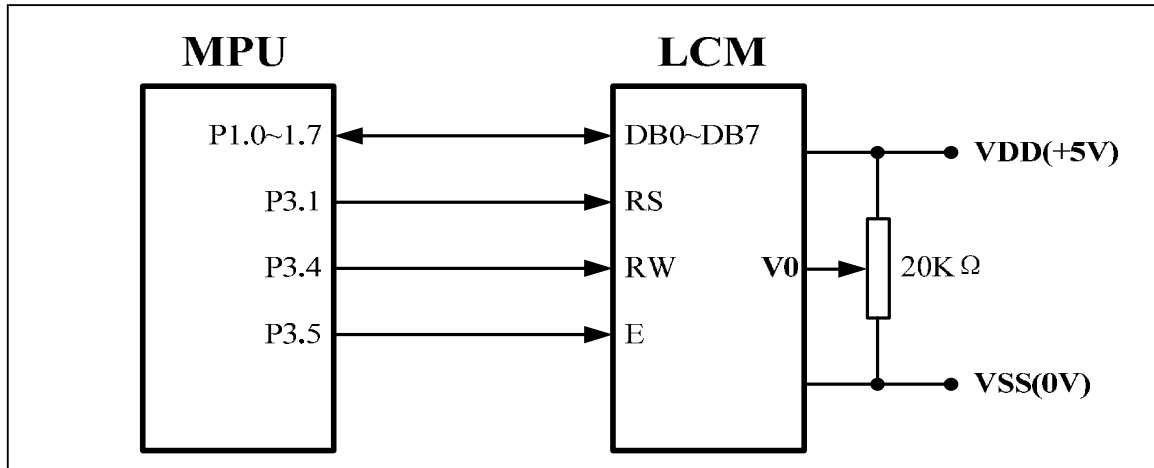 MPU
LCM
P1.0~1.7
DB0~DB7
VDD(+5V)
P3.1
RS
P3.4
RW
V0
20KΩ
P3.5
E
VSS(0V)